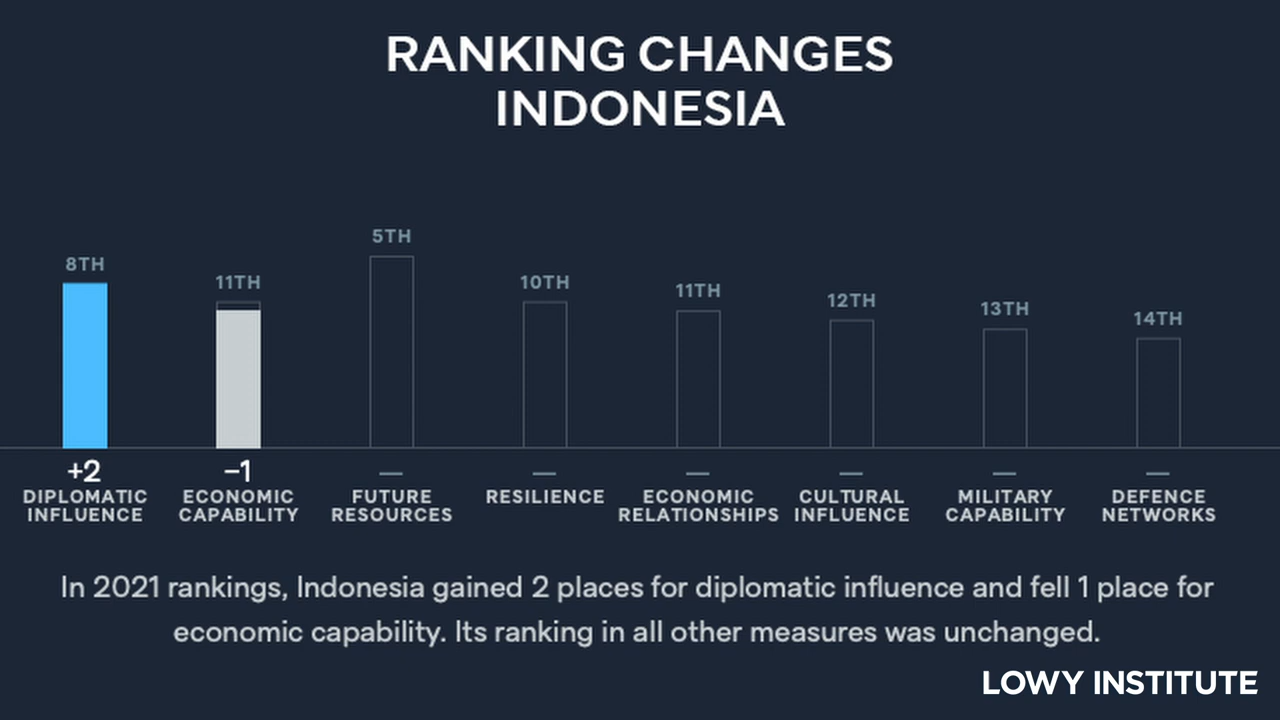 RANKING CHANGES
INDONESIA
8TH
11TH
5TH
10TH
11TH
12TH
13TH
14TH
+2
−1
—
—
—
—
—
—
DIPLOMATIC
INFLUENCE
ECONOMIC
CAPABILITY
FUTURE
RESOURCES
RESILIENCE
ECONOMIC
RELATIONSHIPS
CULTURAL
INFLUENCE
MILITARY
CAPABILITY
DEFENCE
NETWORKS
In 2021 rankings, Indonesia gained 2 places for diplomatic influence and fell 1 place for
economic capability. Its ranking in all other measures was unchanged.
LOWY INSTITUTE